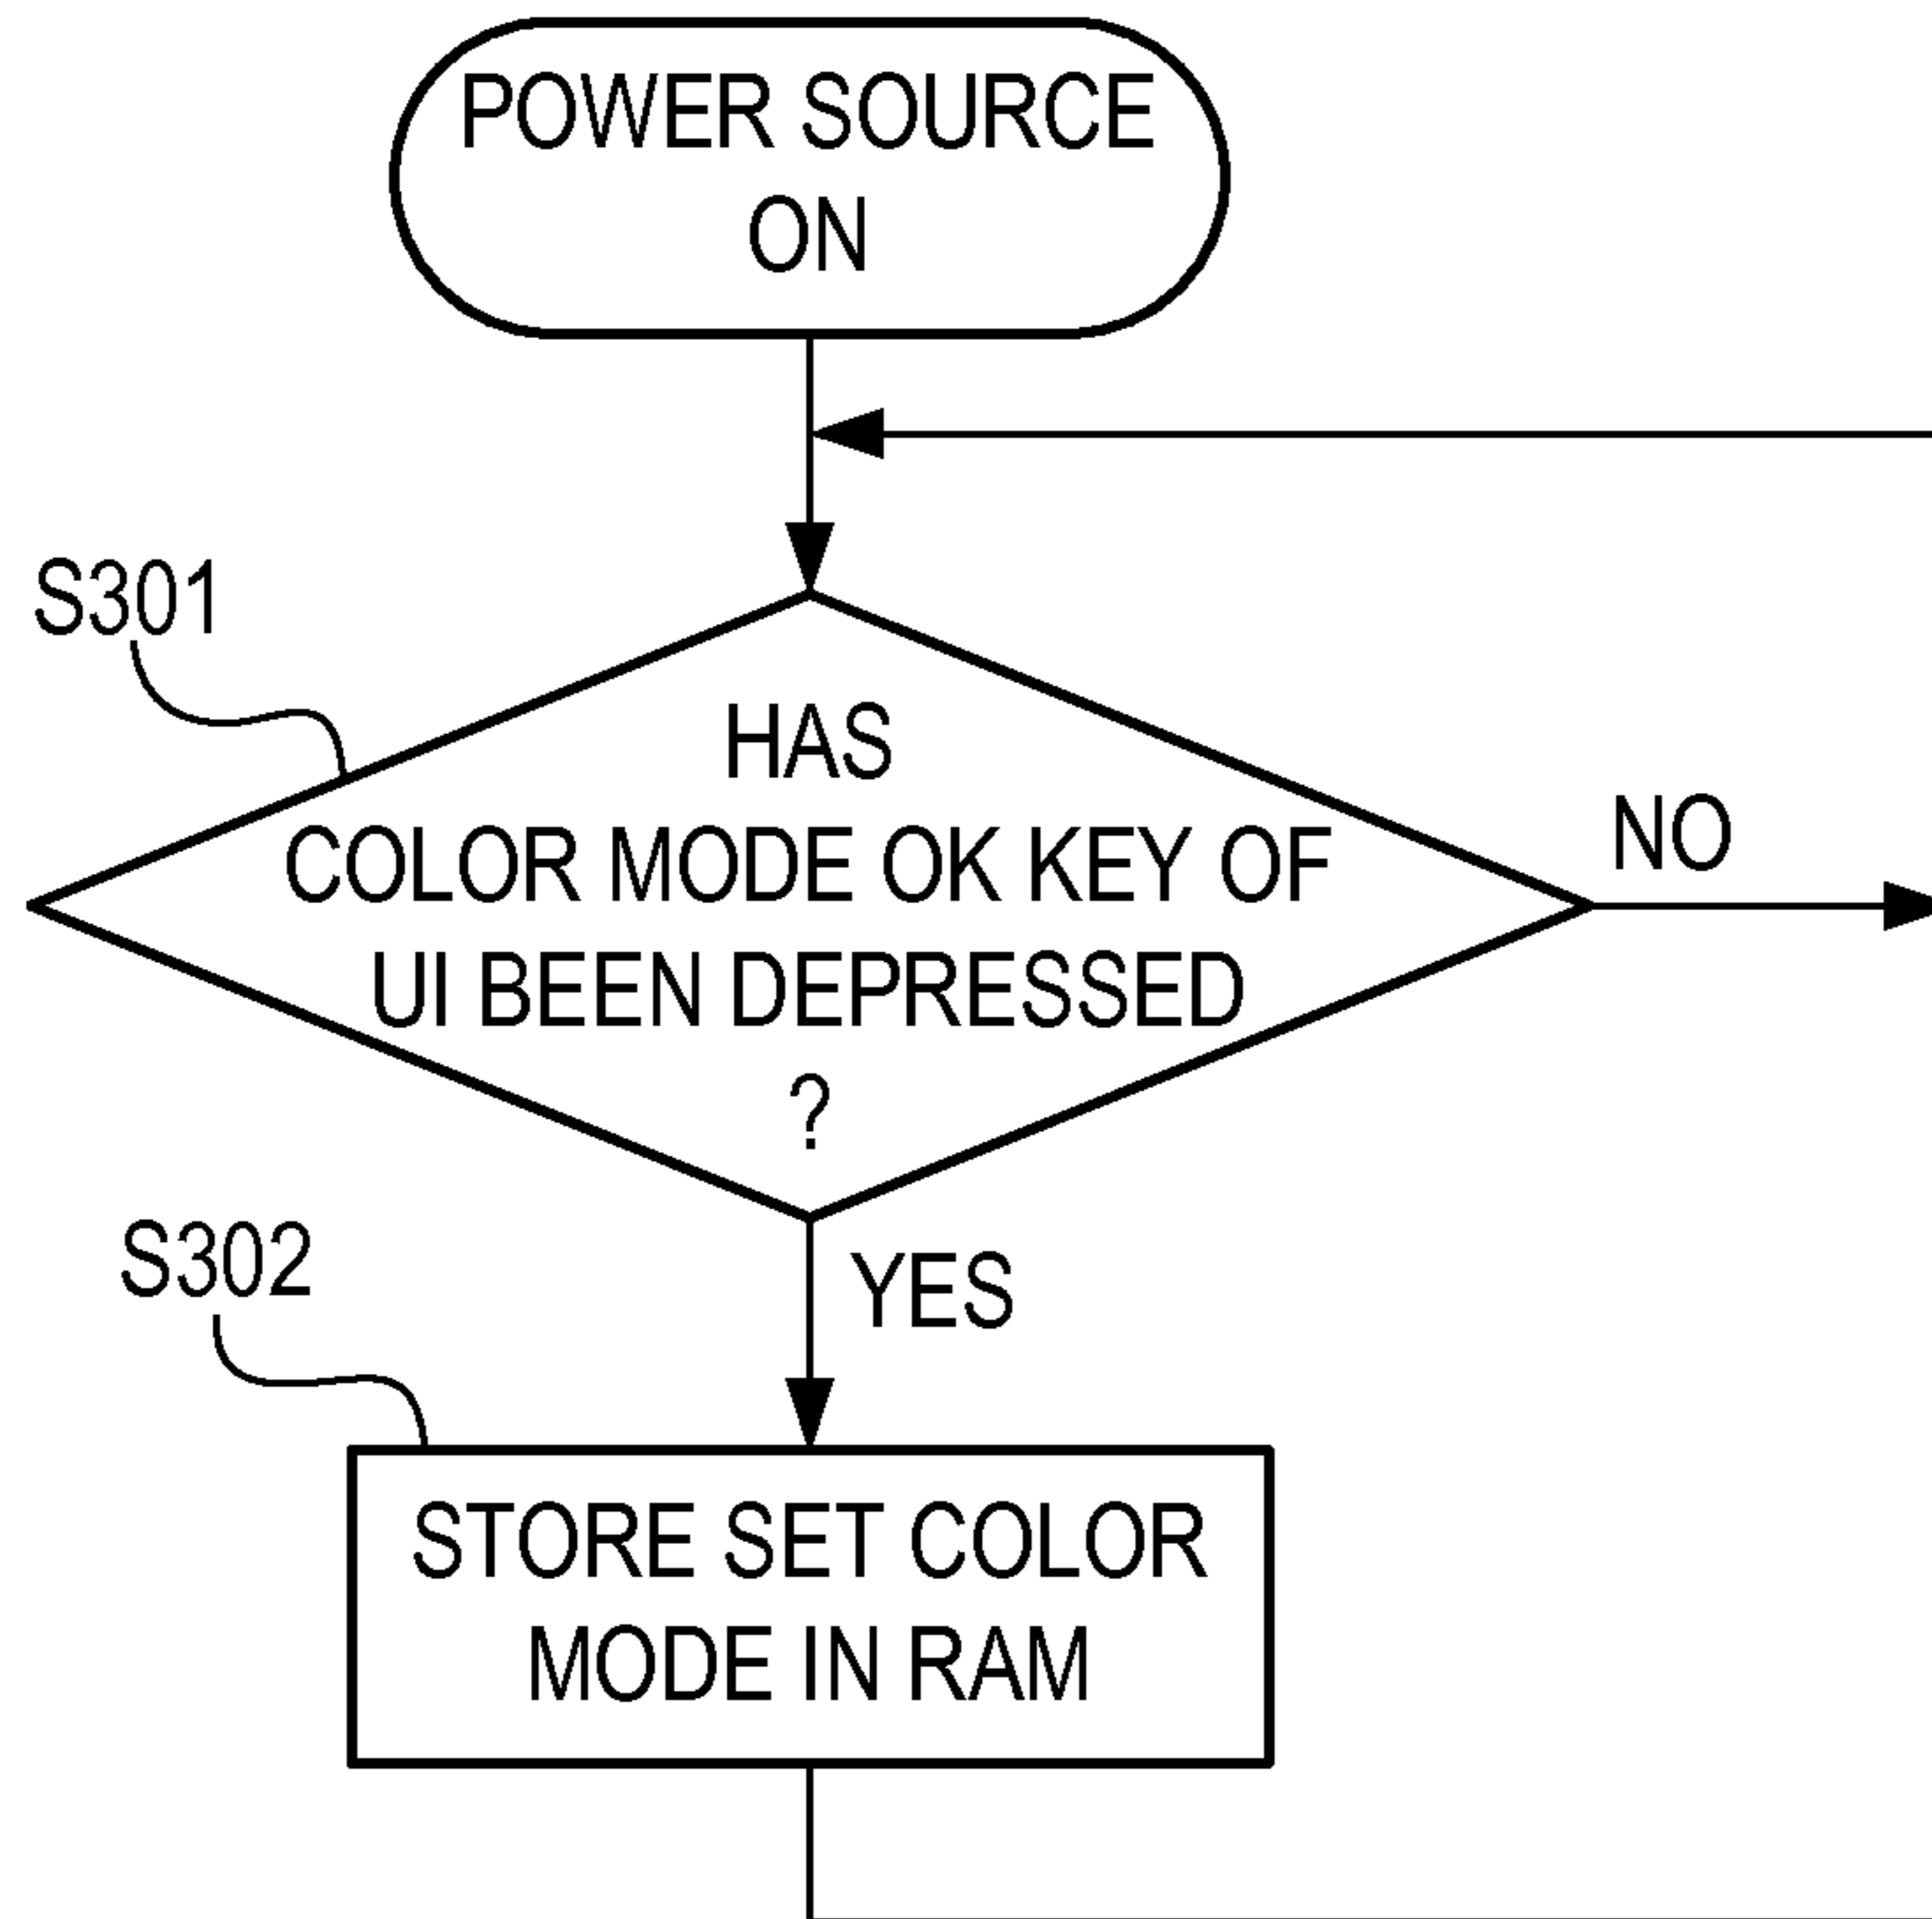 POWER SOURCE
ON
S301
HAS
COLOR MODE OK KEY OF
UI BEEN DEPRESSED
?
NO
YES
S302
STORE SET COLOR
MODE IN RAM